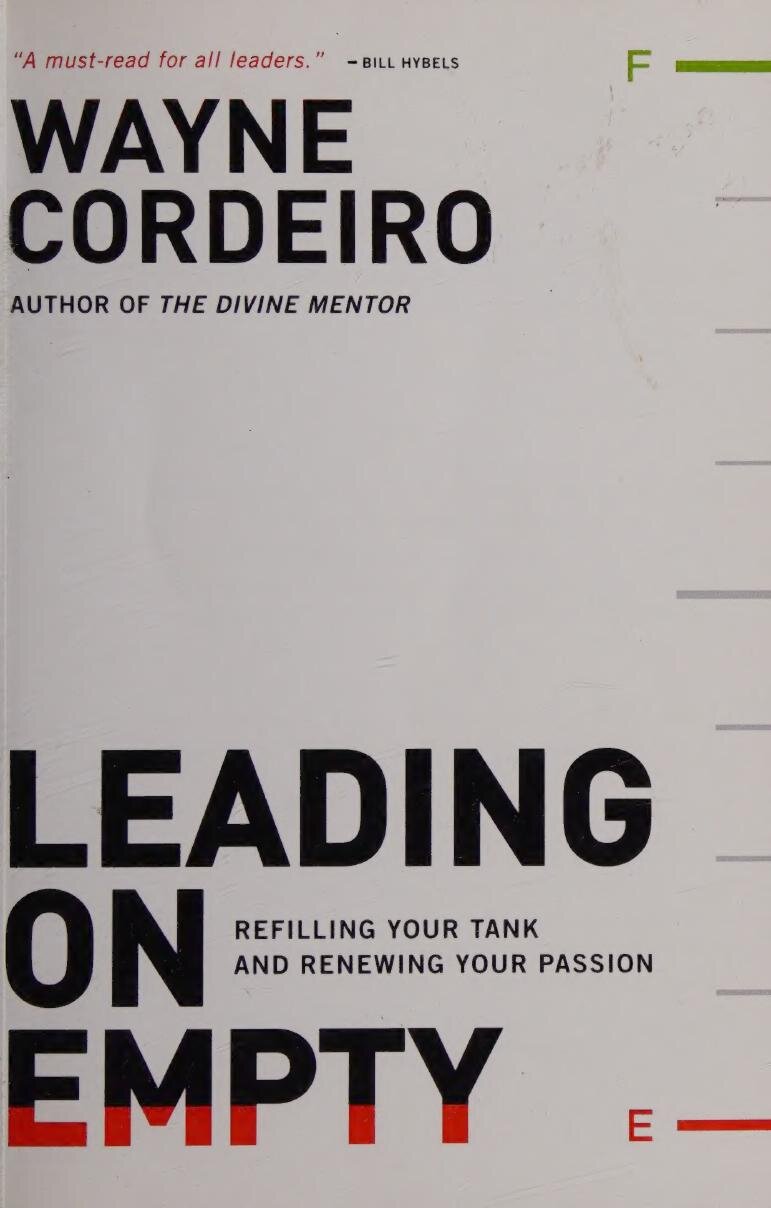 "A must-read for all leaders." – BILL HYBELS
F
WAYNE
CORDEIRO
AUTHOR OF THE DIVINE MENTOR
LEADING
ON
REFILLING YOUR TANK
AND RENEWING YOUR PASSION
EMPTY
E